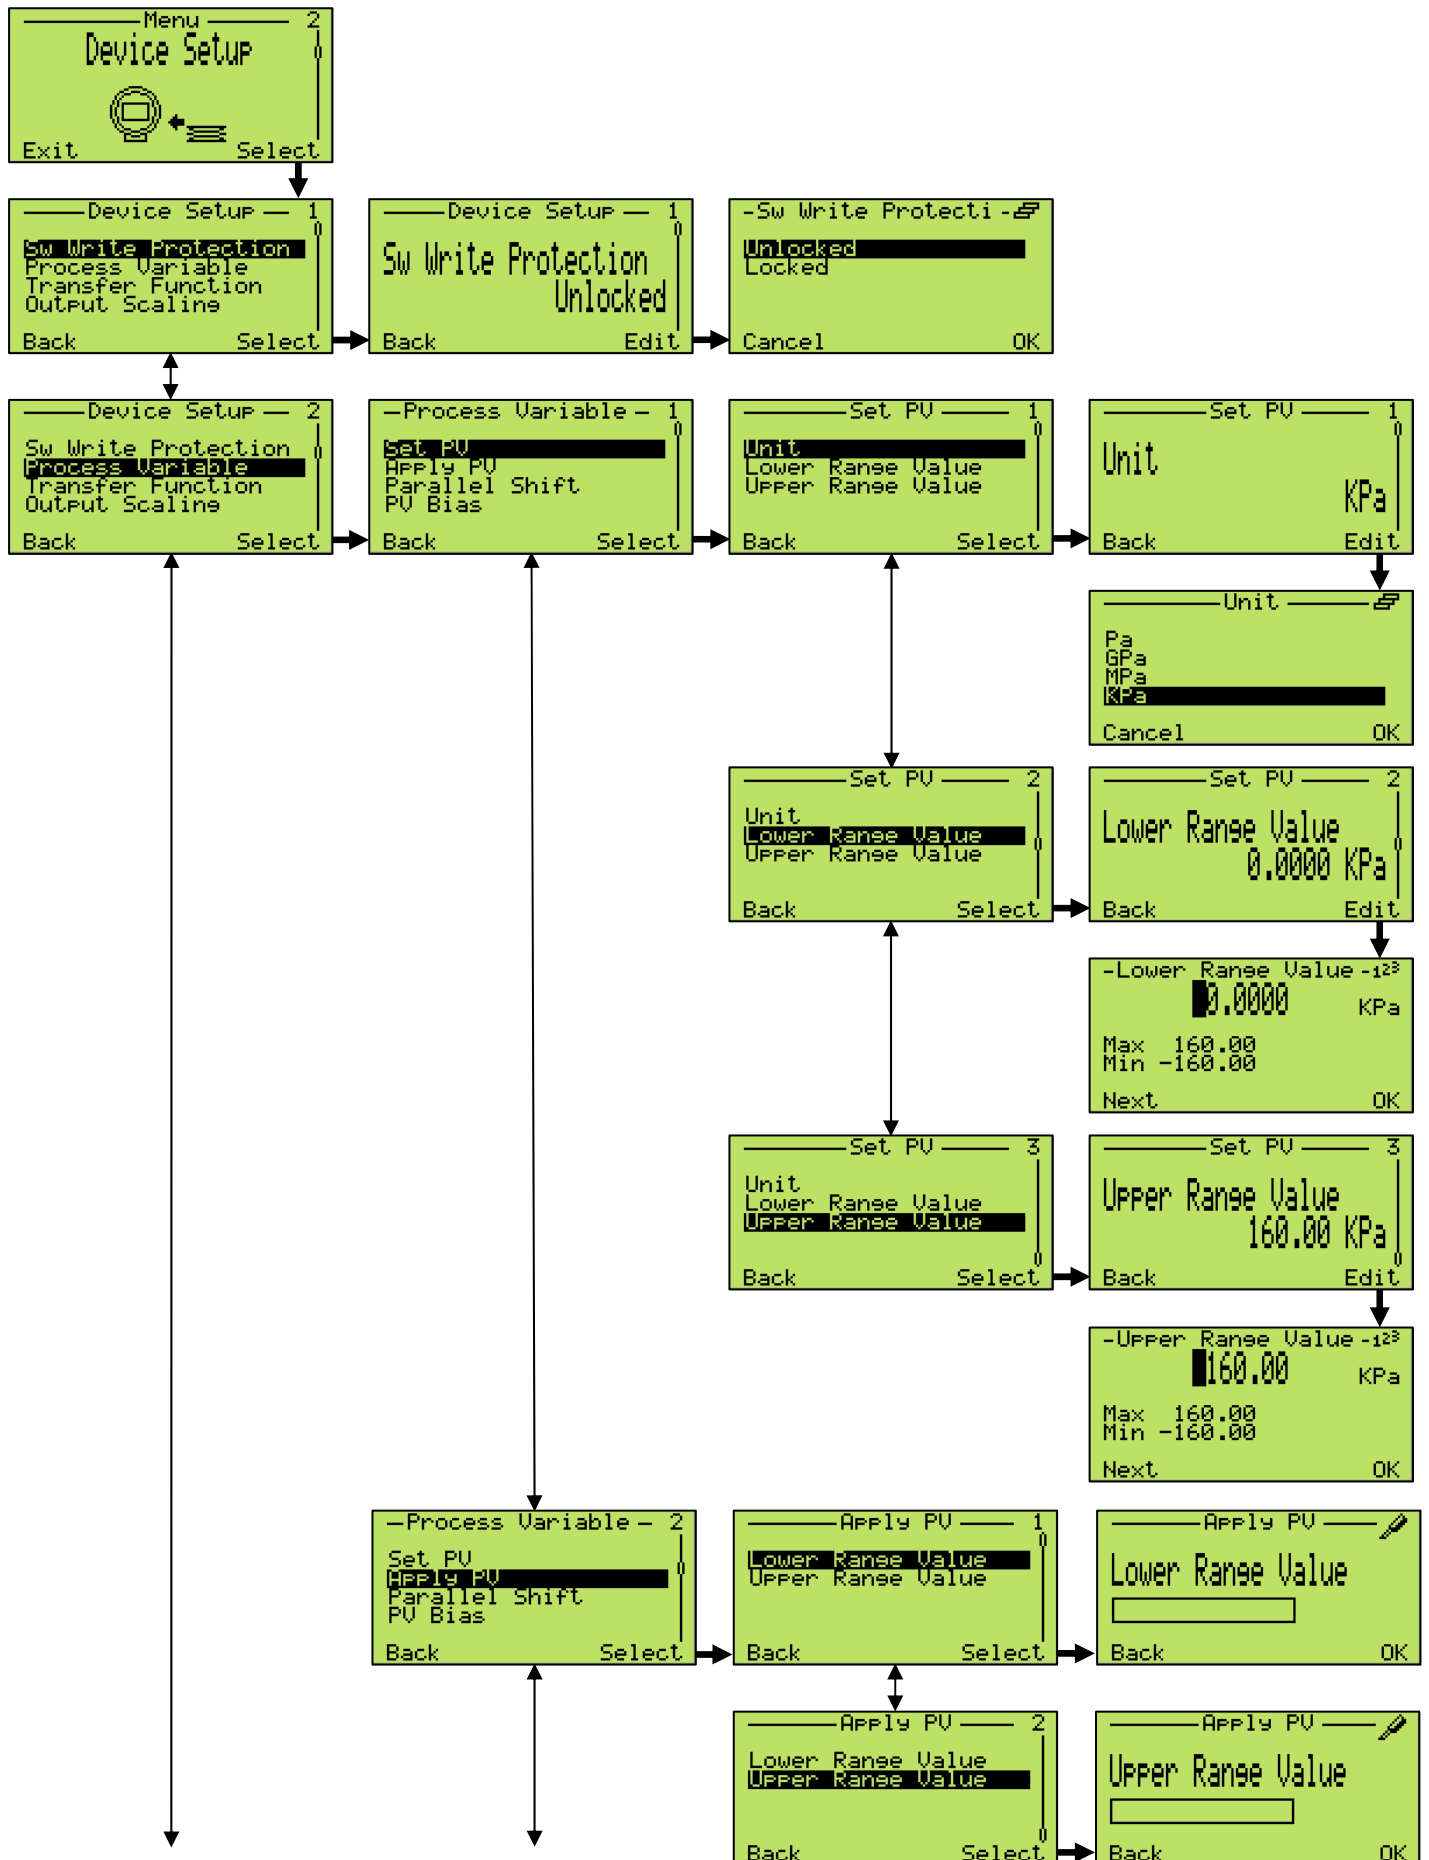 Menu 2
Device Setup
Exit Select
Device Setup 1
Sw Write Protection
Process Variable
Transfer Function
Output Scaling
Back Select
Device Setup 1
Sw Write Protection
Unlocked
Back Edit
-Sw Write Protecti-
Unlocked
Locked
Cancel OK
Device Setup 2
Sw Write Protection
Process Variable
Transfer Function
Output Scaling
Back Select
Process Variable 1
Set PV
Apply PV
Parallel Shift
PV Bias
Back Select
Set PV 1
Unit
Lower Range Value
Upper Range Value
Back Select
Set PV 1
Unit
KPa
Back Edit
Unit
Pa
GPa
MPa
KPa
Cancel OK
Set PV 2
Unit
Lower Range Value
Upper Range Value
Back Select
Set PV 2
Lower Range Value
0.0000 KPa
Back Edit
-Lower Range Value-123
0.0000 KPa
Max 160.00
Min -160.00
Next OK
Set PV 3
Unit
Lower Range Value
Upper Range Value
Back Select
Set PV 3
Upper Range Value
160.00 KPa
Back Edit
-Upper Range Value-123
160.00 KPa
Max 160.00
Min -160.00
Next OK
Process Variable 2
Set PV
Apply PV
Parallel Shift
PV Bias
Back Select
Apply PV 1
Lower Range Value
Upper Range Value
Back Select
Apply PV
Lower Range Value
Back OK
Apply PV 2
Lower Range Value
Upper Range Value
Back Select
Apply PV
Upper Range Value
Back OK